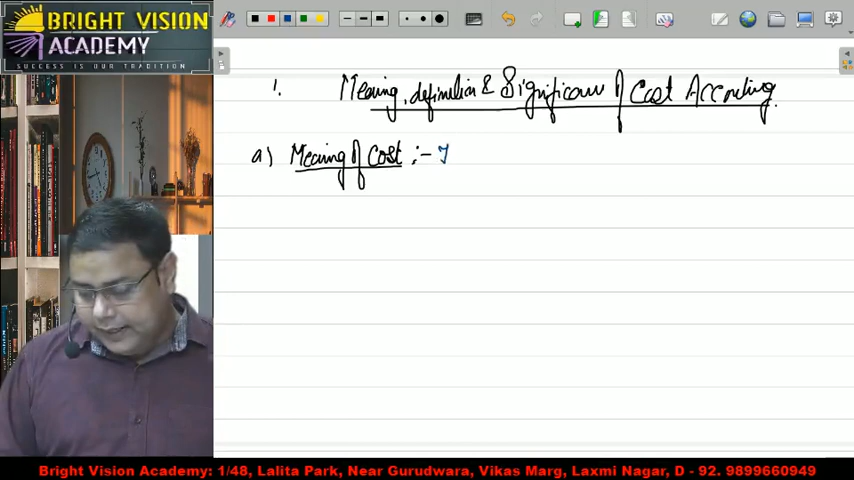 BRIGHT VISION
ACADEMY
SUCCESS IS OUR TRADITION
1. Meaning, definition & Significance of Cost Accounting.
a) Meaning of Cost :- I
Bright Vision Academy: 1/48, Lalita Park, Near Gurudwara, Vikas Marg, Laxmi Nagar, D - 92. 9899660949